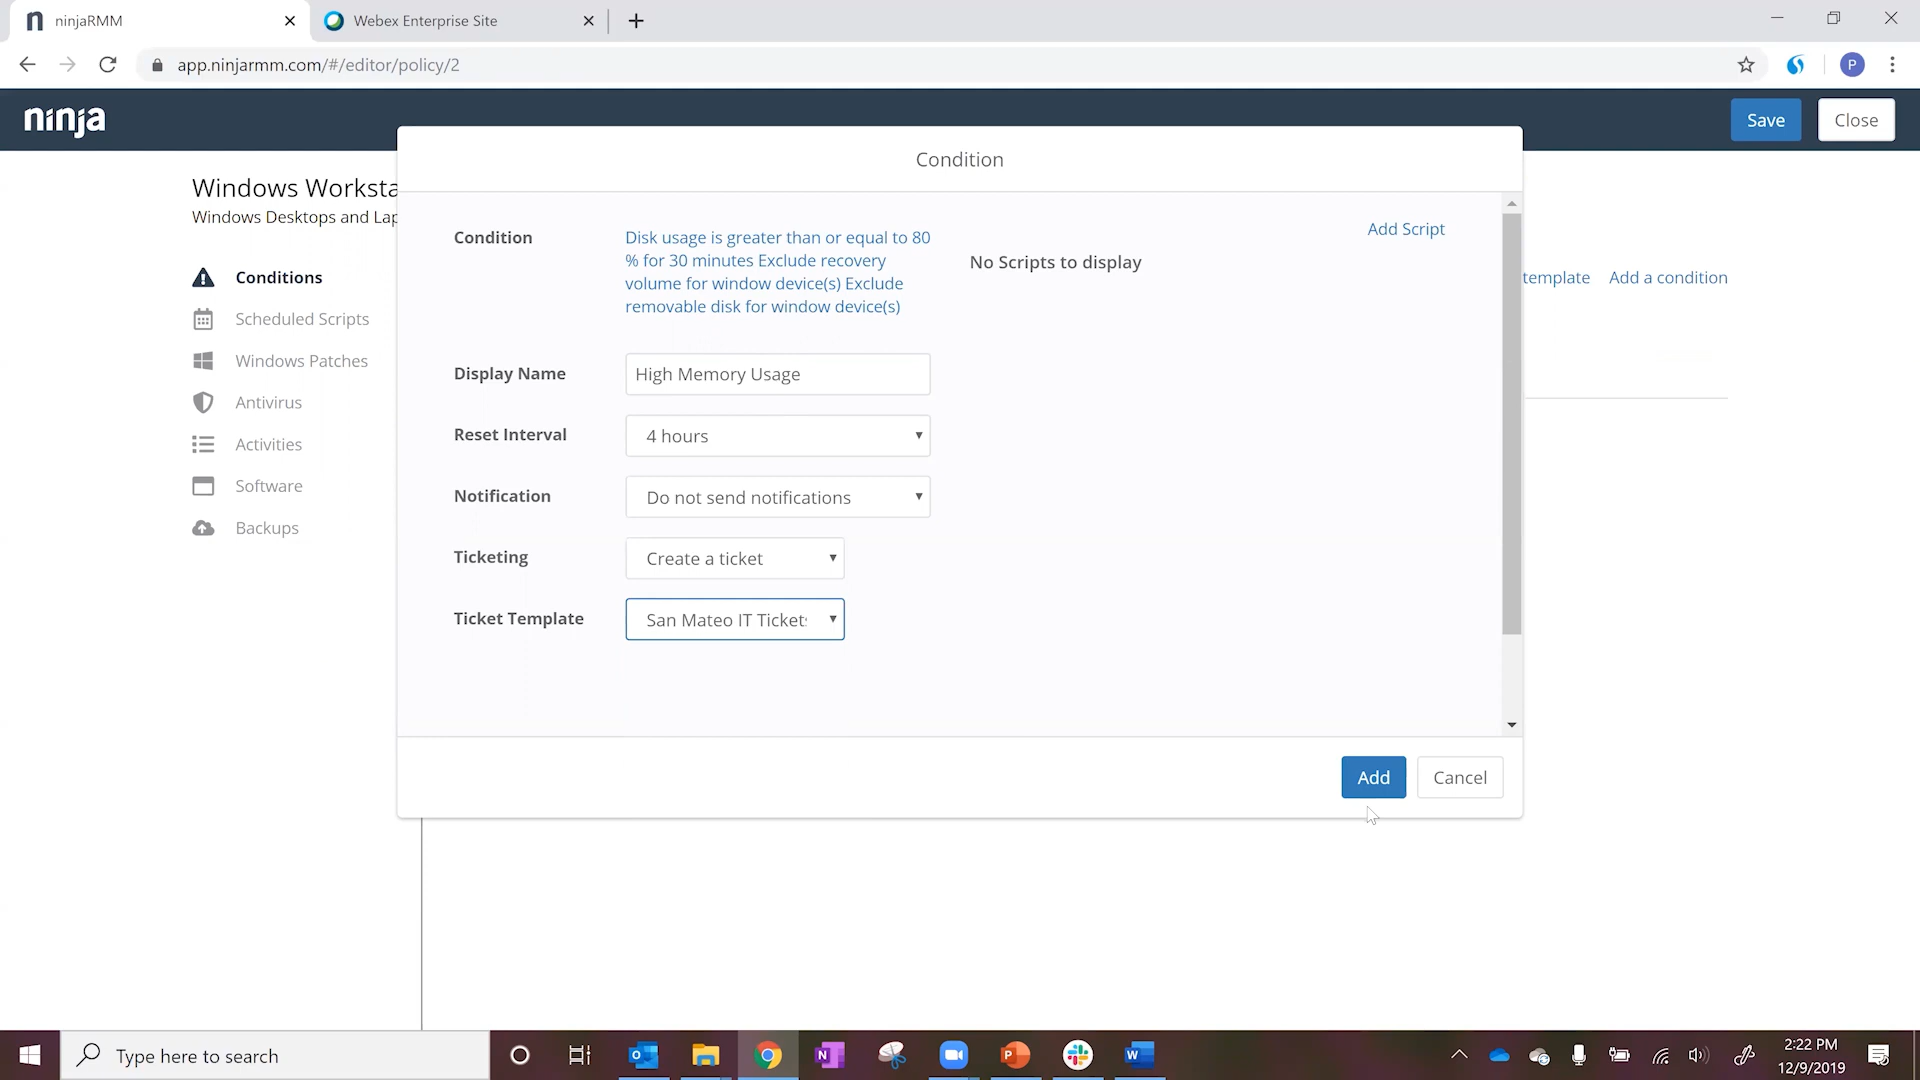 ninjaRMM
Webex Enterprise Site
app.ninjarmm.com/#/editor/policy/2
P
ninja
Save
Close
Windows Worksta
Windows Desktops and Lap
Conditions
Scheduled Scripts
Windows Patches
Antivirus
Activities
Software
Backups
template
Add a condition
Condition
Condition
Disk usage is greater than or equal to 80
% for 30 minutes Exclude recovery
volume for window device(s) Exclude
removable disk for window device(s)
Add Script
No Scripts to display
Display Name
High Memory Usage
Reset Interval
4 hours
Notification
Do not send notifications
Ticketing
Create a ticket
Ticket Template
San Mateo IT Tickets
Add
Cancel
Type here to search
2:22 PM
12/9/2019